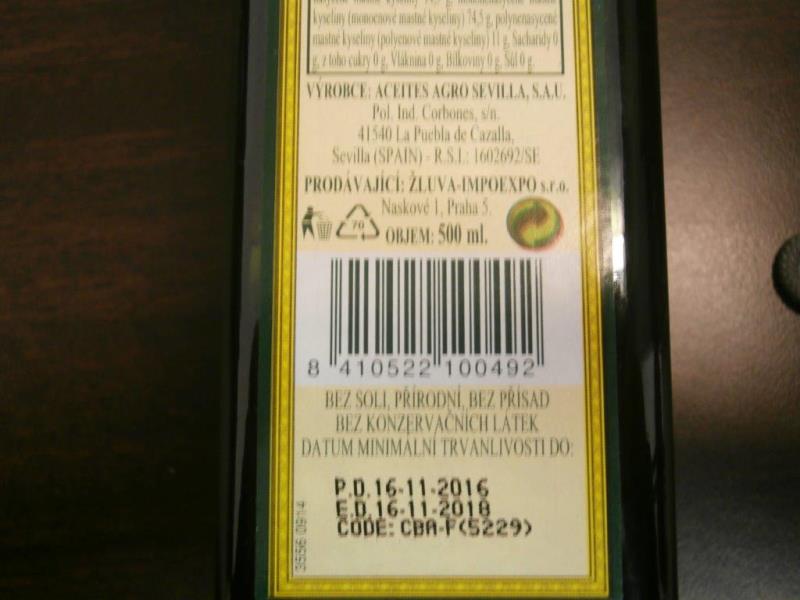 kyseliny (monoenové mastné kyseliny) 74,5 g, polynenasycené
mastné kyseliny (polyenové mastné kyseliny) 11 g, Sacharidy 0
g, z toho cukry 0 g, Vláknina 0 g, Bílkoviny 0 g, Sůl 0 g.
VÝROBCE: ACEITES AGRO SEVILLA, S.A.U.
Pol. Ind. Corbones, s/n.
41540 La Puebla de Cazalla,
Sevilla (SPAIN) - R.S.I.: 1602692/SE
PRODÁVAJÍCÍ: ŽLUVA-IMPOEXPO s.r.o.
Naskové 1, Praha 5.
70
OBJEM: 500 ml.
8 410522 100492
BEZ SOLI, PŘÍRODNÍ, BEZ PŘÍSAD
BEZ KONZERVAČNÍCH LÁTEK
DATUM MINIMÁLNÍ TRVANLIVOSTI DO:
P.D.16-11-2016
E.D.16-11-2018
CODE: CBA-F(5229)